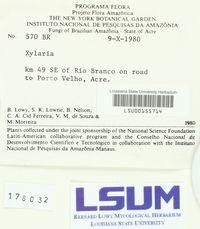 PROGRAMA FLORA
Projeto Flora Amazônica
THE NEW YORK BOTANICAL GARDEN
INSTITUTO NACIONAL DE PESQUISAS DA AMAZÔNIA
Fungi of Brazilian Amazônia - State of Acre
No. 570 BR 9-X-1980
Xylaria
km 49 SE of Rio Branco on road
to Porto Velho, Acre.
Louisiana State University Herbarium
LSU00155714
B. Lowy, S. R. Lowrie, B. Nelson,
C. A. Cid Ferreira, V. M. de Souza &
M. Moreira 1980
Plants collected under the joint sponsorship of the National Science Foundation
Latin-American collaborative program and the Conselho Nacional de
Desenvolvimento Científico e Tecnológico in collaboration with the Instituto
Nacional de Pesquisas da Amazônia-Manaus.
178032
LSUM
BERNARD LOWY MYCOLOGICAL HERBARIUM
LOUISIANA STATE UNIVERSITY